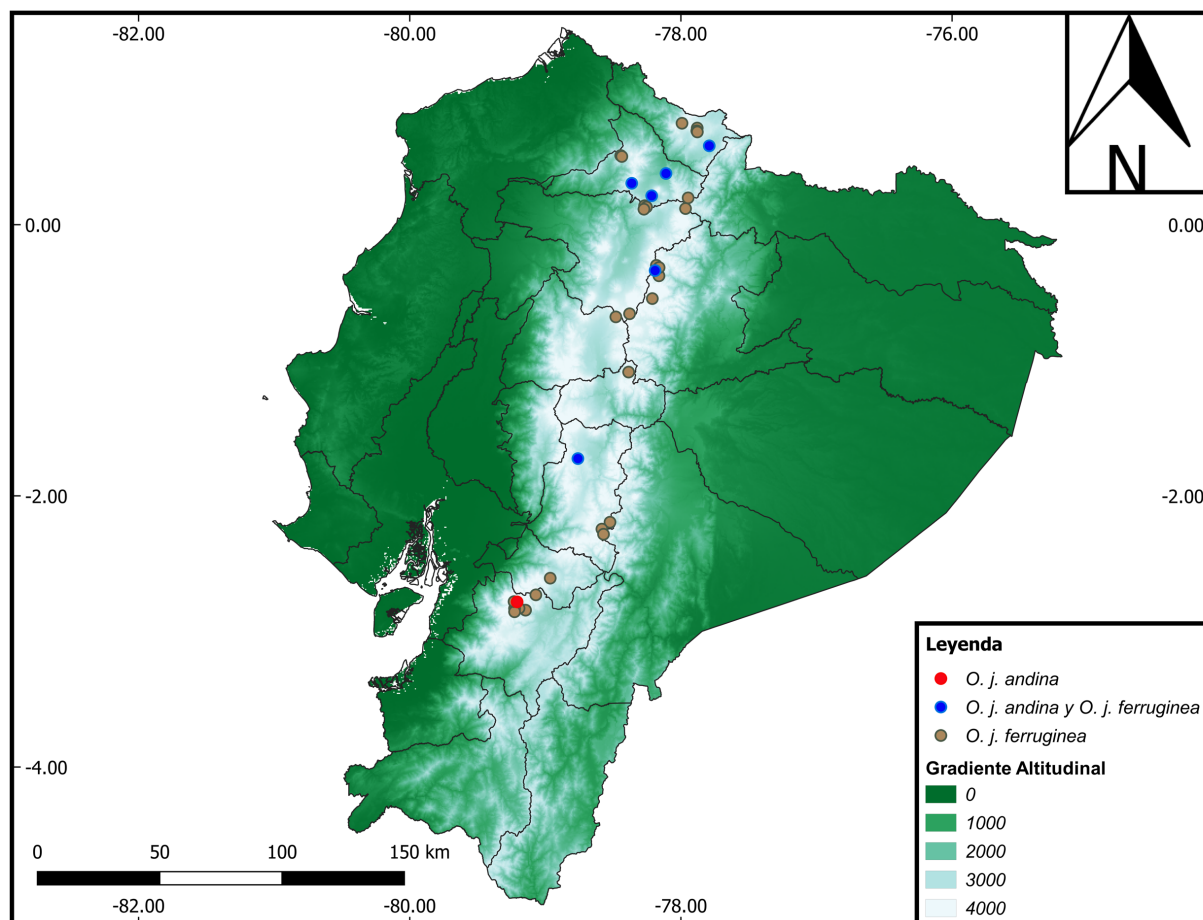 -82.00 -80.00 -78.00 -76.00
N
0.00 0.00
-2.00 -2.00
-4.00
Leyenda
O. j. andina
O. j. andina y O. j. ferruginea
O. j. ferruginea
Gradiente Altitudinal
0
1000
2000
3000
4000
0 50 100 150 km
-82.00 -80.00 -78.00